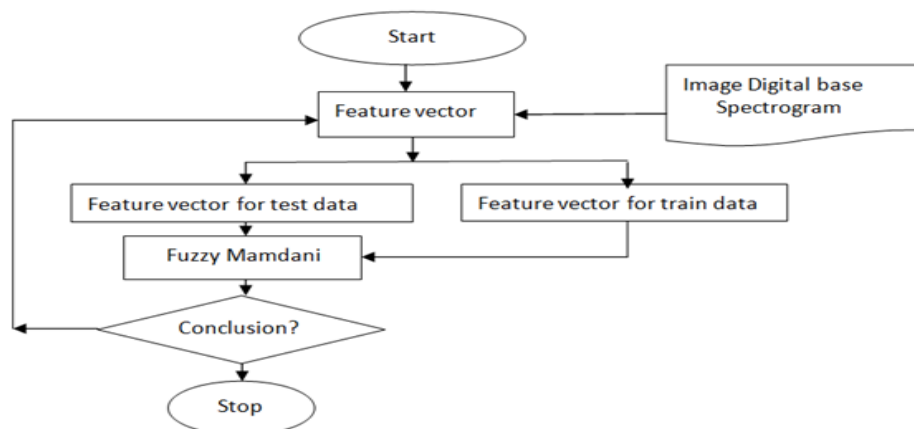 Start
Image Digital base
Spectrogram
Feature vector
Feature vector for test data
Feature vector for train data
Fuzzy Mamdani
Conclusion?
Stop